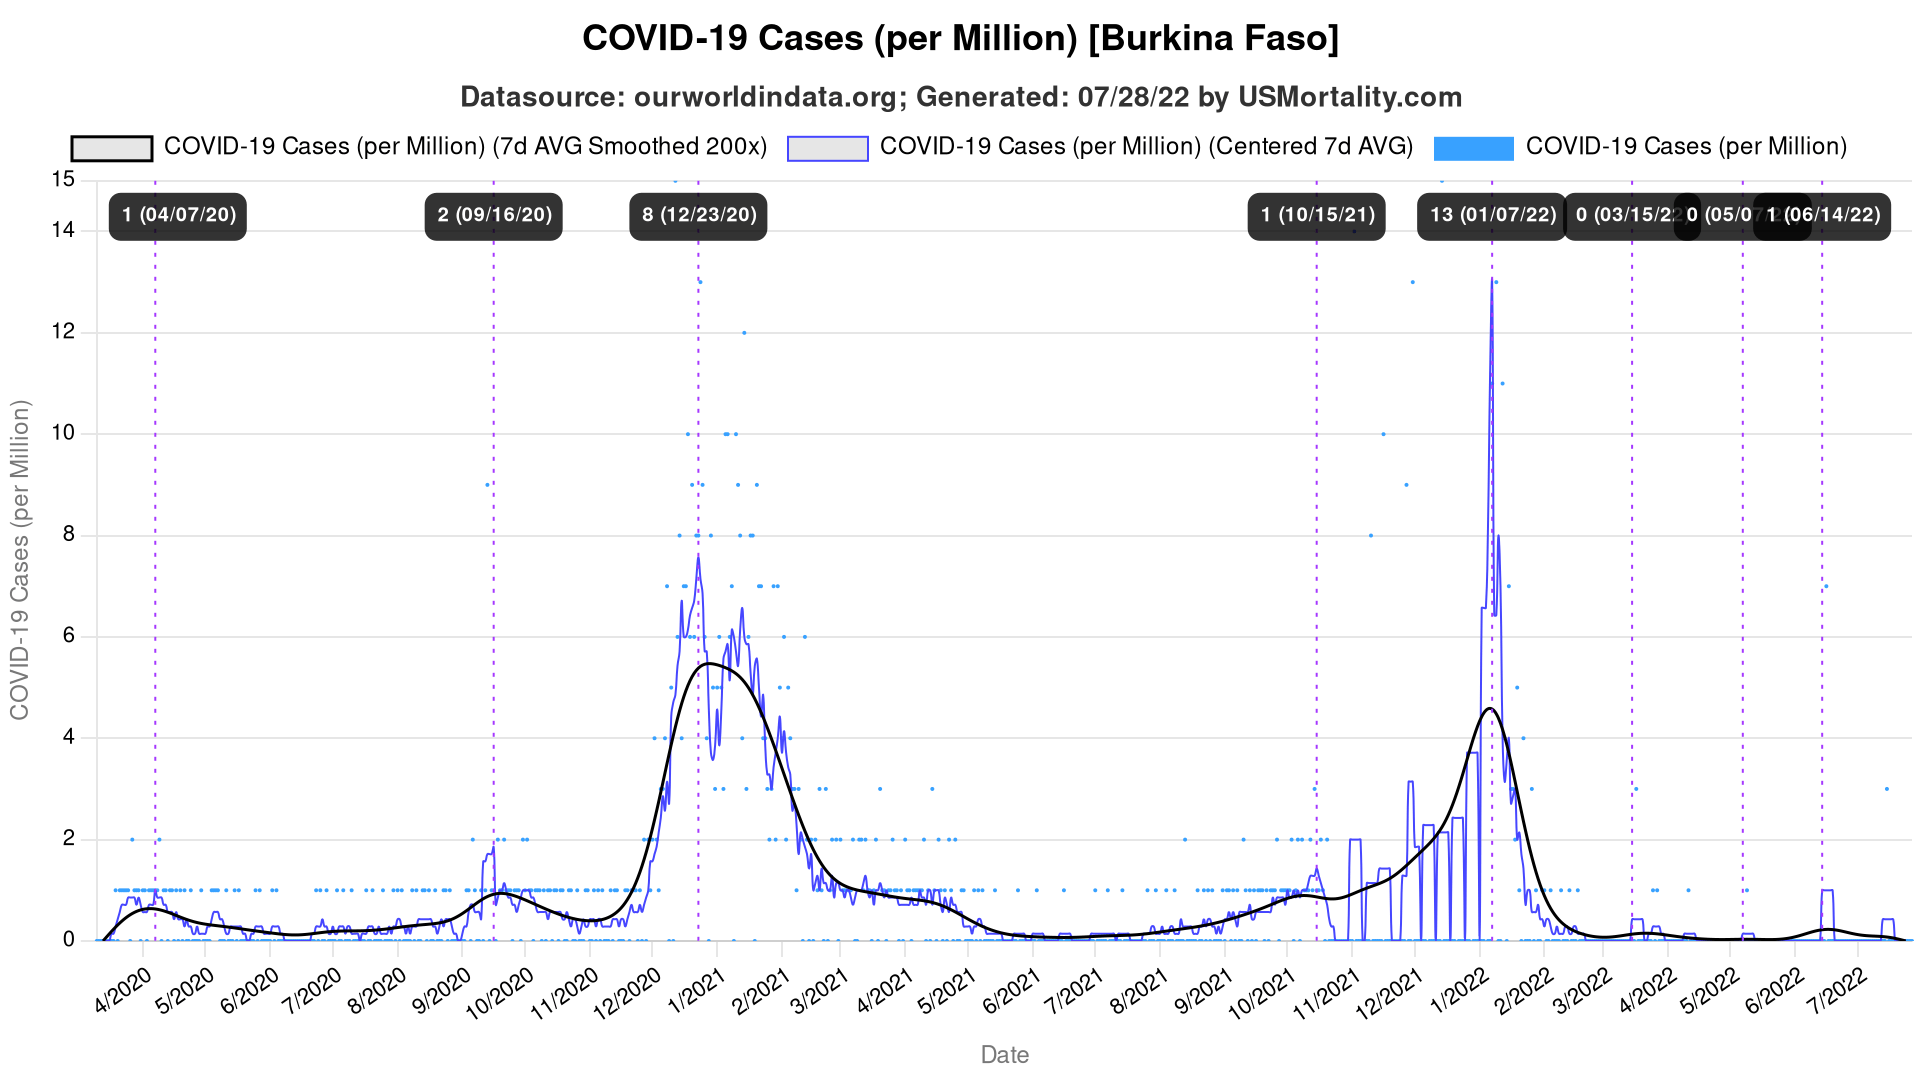 COVID-19 Cases (per Million) [Burkina Faso]
Datasource: ourworldindata.org; Generated: 07/28/22 by USMortality.com
COVID-19 Cases (per Million) (7d AVG Smoothed 200x) COVID-19 Cases (per Million) (Centered 7d AVG) COVID-19 Cases (per Million)
15
1 (04/07/20) 2 (09/16/20) 8 (12/23/20) 1 (10/15/21) 13 (01/07/22) 0 (03/15/22 0 (05/07/ 1 (06/14/22)
14
12
10
8
6
4
2
0
COVID-19 Cases (per Million)
4/2020 5/2020 6/2020 7/2020 8/2020 9/2020 10/2020 11/2020 12/2020 1/2021 2/2021 3/2021 4/2021 5/2021 6/2021 7/2021 8/2021 9/2021 10/2021 11/2021 12/2021 1/2022 2/2022 3/2022 4/2022 5/2022 6/2022 7/2022
Date